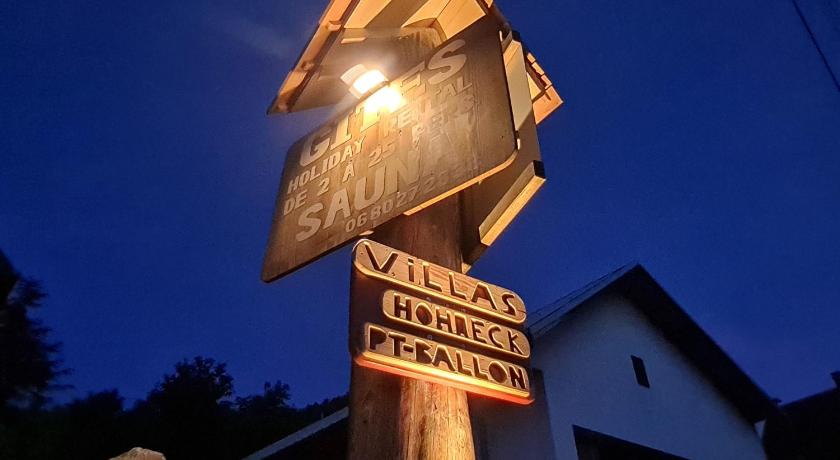 GITES
HOLIDAY RENTAL
DE 2 À 25 PERS
SAUNA
VILLAS
HOHNECK
PT-BALLON